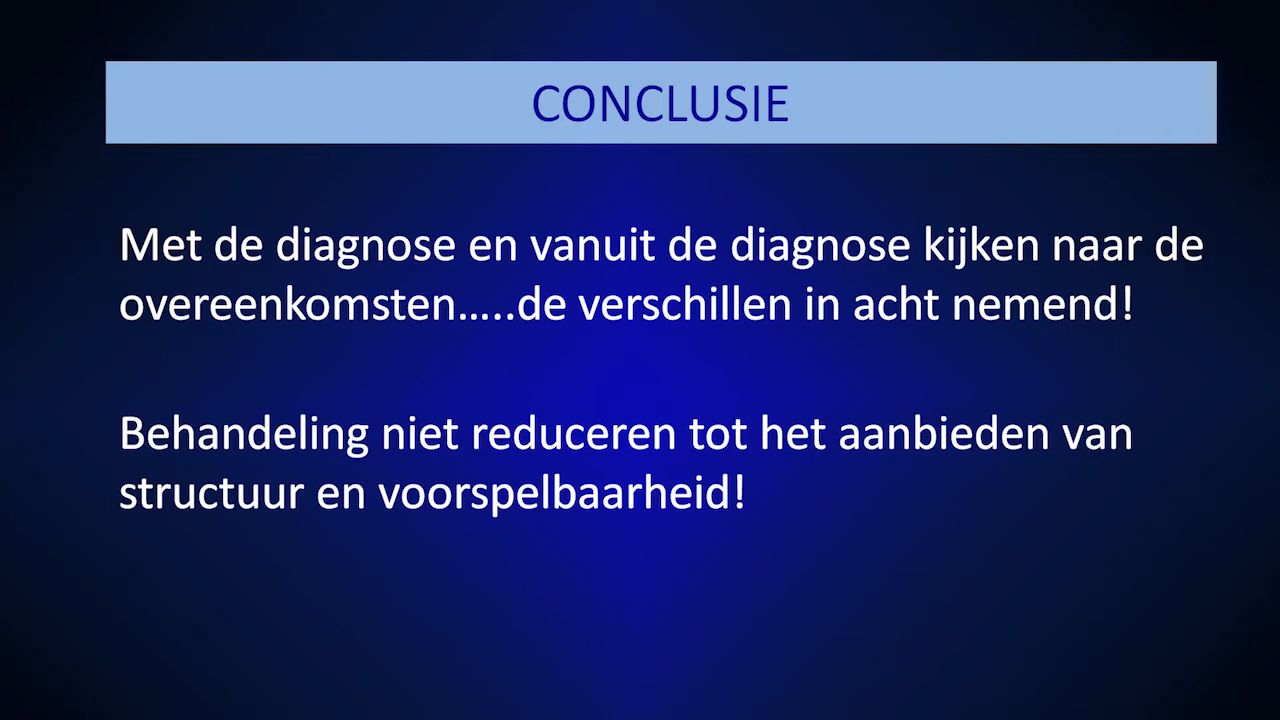 CONCLUSIE
Met de diagnose en vanuit de diagnose kijken naar de
overeenkomsten…..de verschillen in acht nemend!
Behandeling niet reduceren tot het aanbieden van
structuur en voorspelbaarheid!